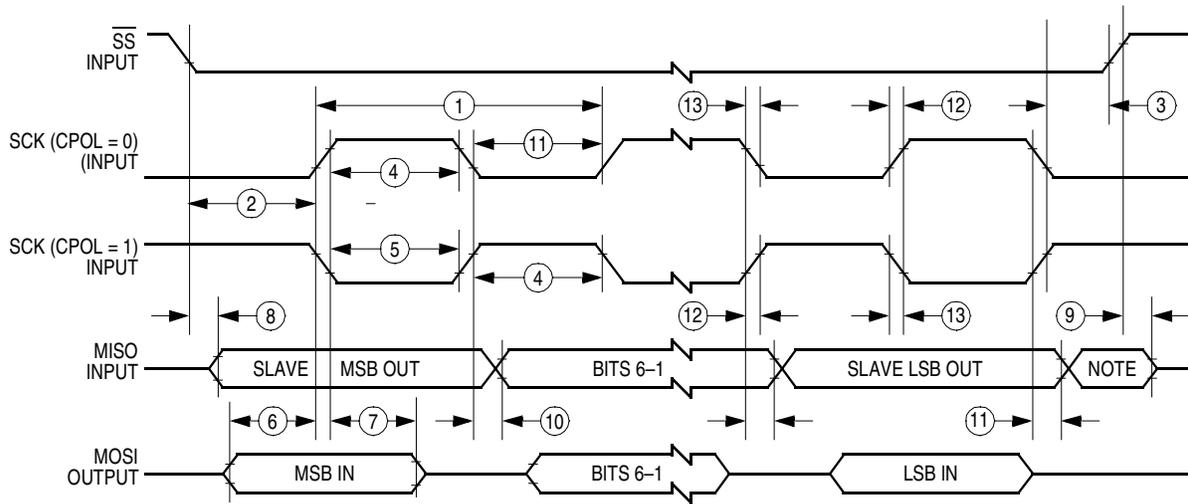 SS
INPUT
1
13
12
3
SCK (CPOL = 0)
(INPUT
11
4
2
SCK (CPOL = 1)
INPUT
5
4
8
12
13
9
MISO
INPUT
SLAVE MSB OUT
BITS 6–1
SLAVE LSB OUT
NOTE
6
7
10
11
MOSI
OUTPUT
MSB IN
BITS 6–1
LSB IN